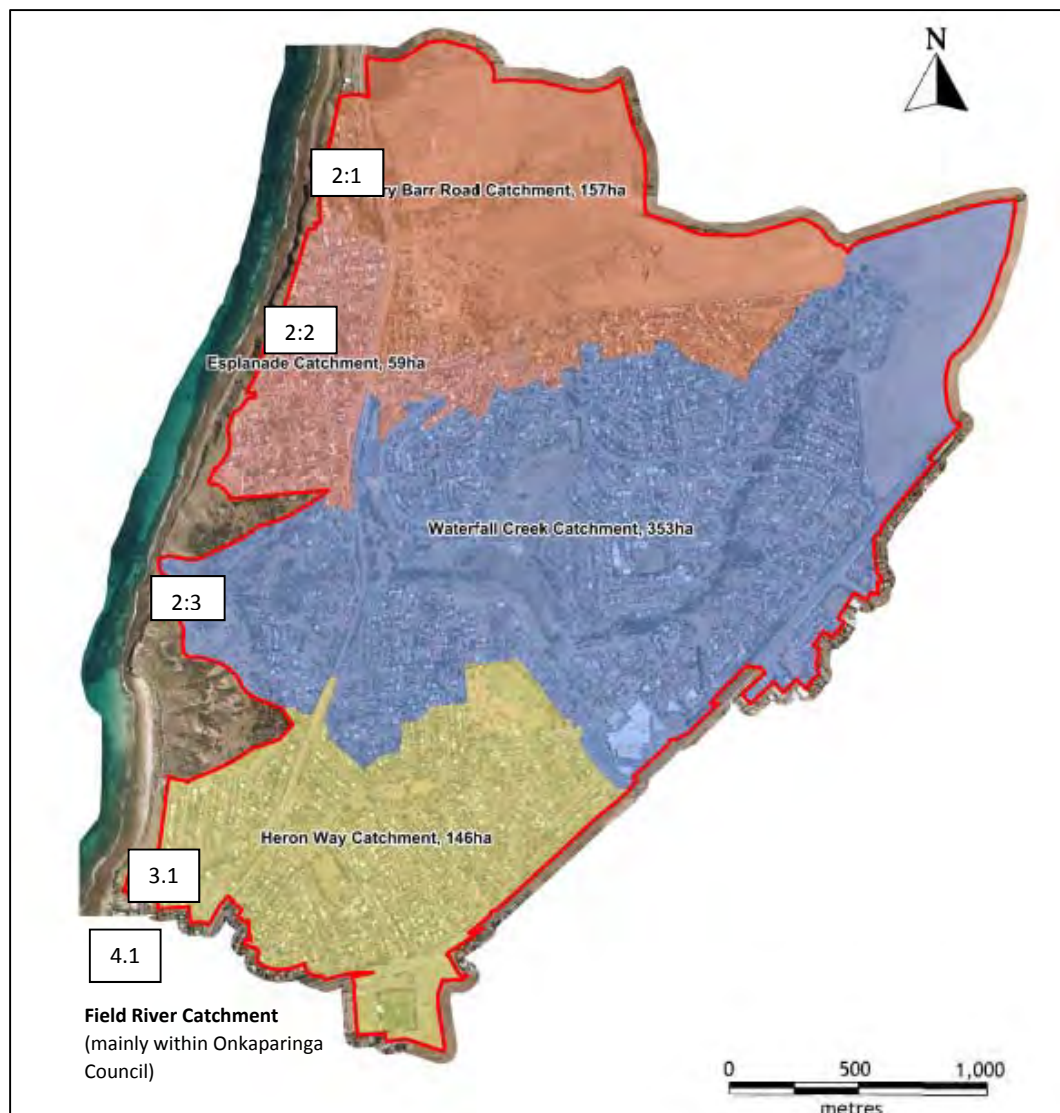 N
2:1
ry Barr Road Catchment, 157ha
2:2
Esplanade Catchment, 59ha
Waterfall Creek Catchment, 353ha
2:3
Heron Way Catchment, 146ha
3.1
4.1
Field River Catchment
(mainly within Onkaparinga
Council)
0 500 1,000
metres